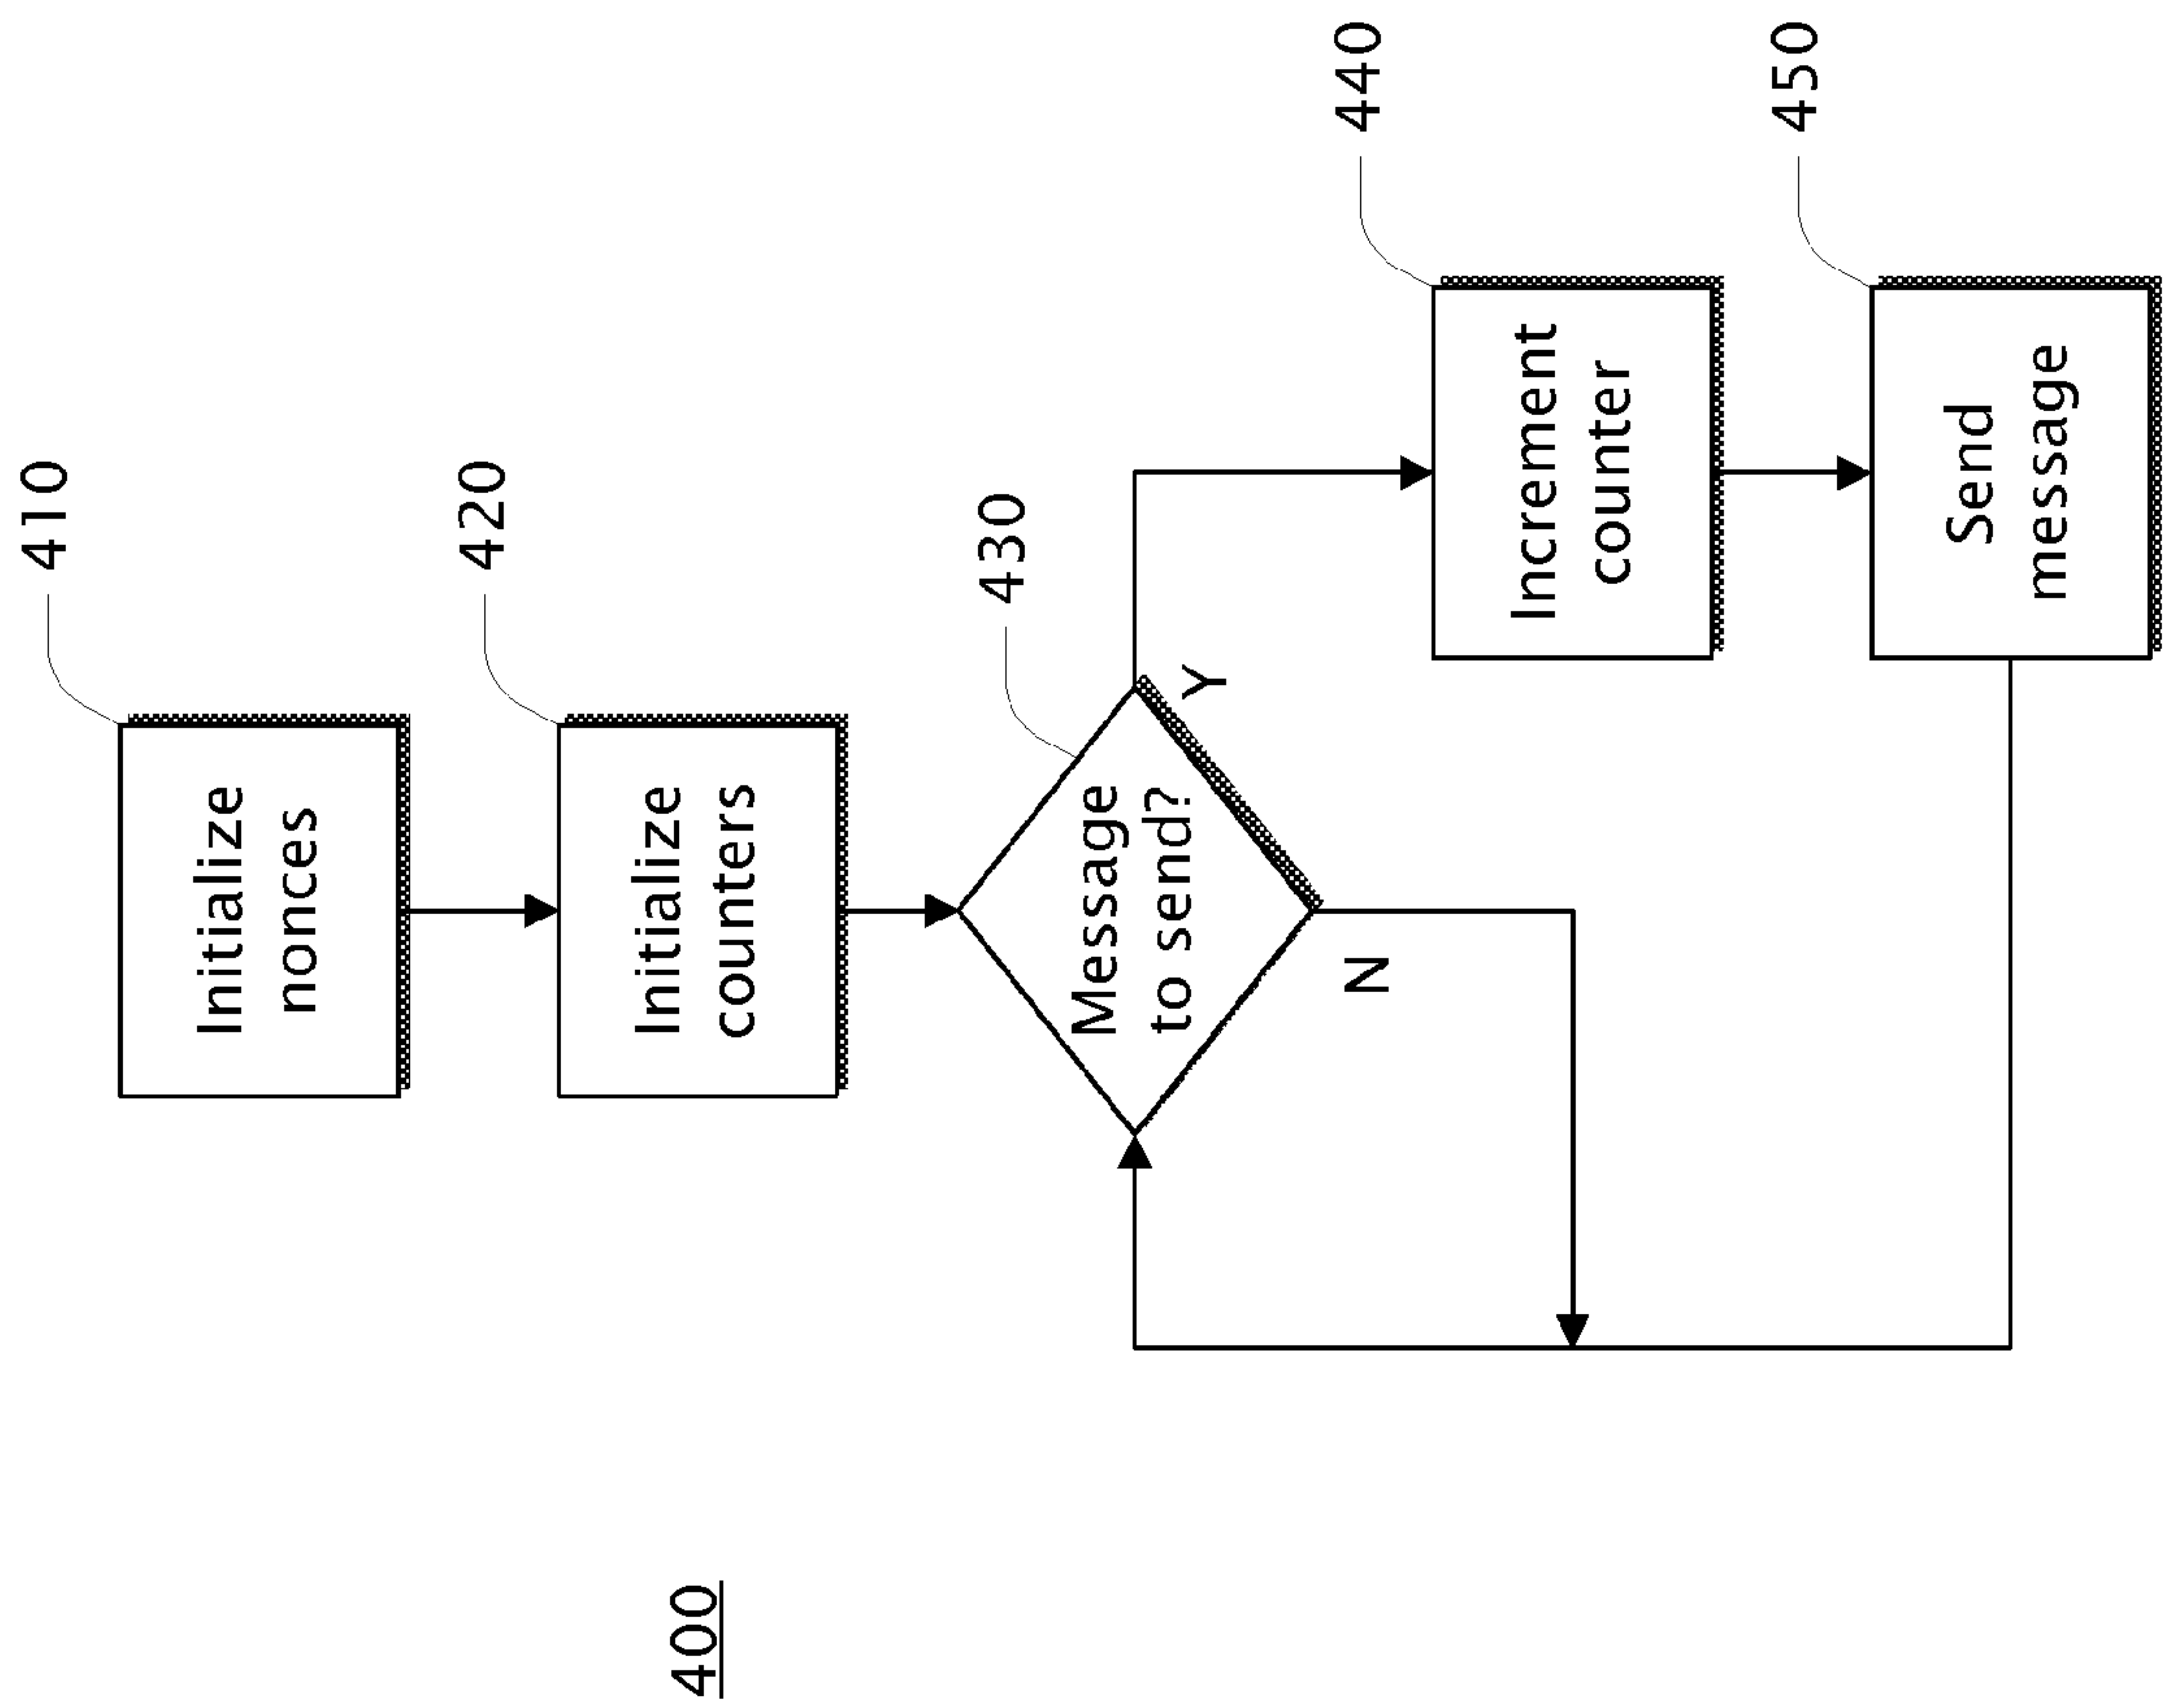 410
Initialize
nonces
420
Initialize
counters
400
430
Message
to send?
Y
N
440
Increment
counter
450
Send
message